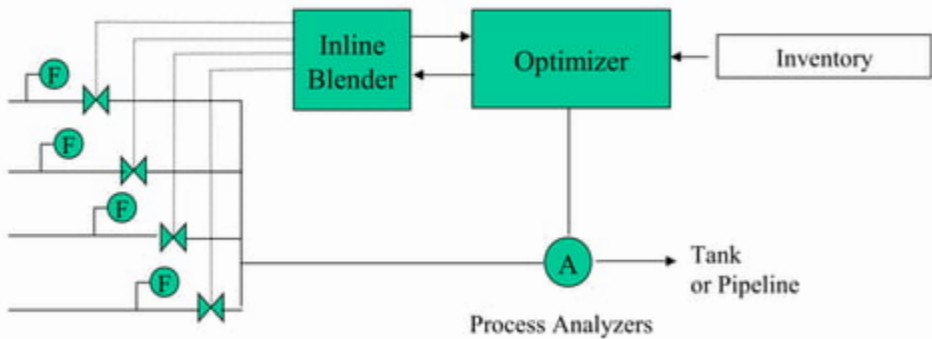 F
Inline
Blender
Optimizer
Inventory
F
F
F
A
Tank
or Pipeline
Process Analyzers